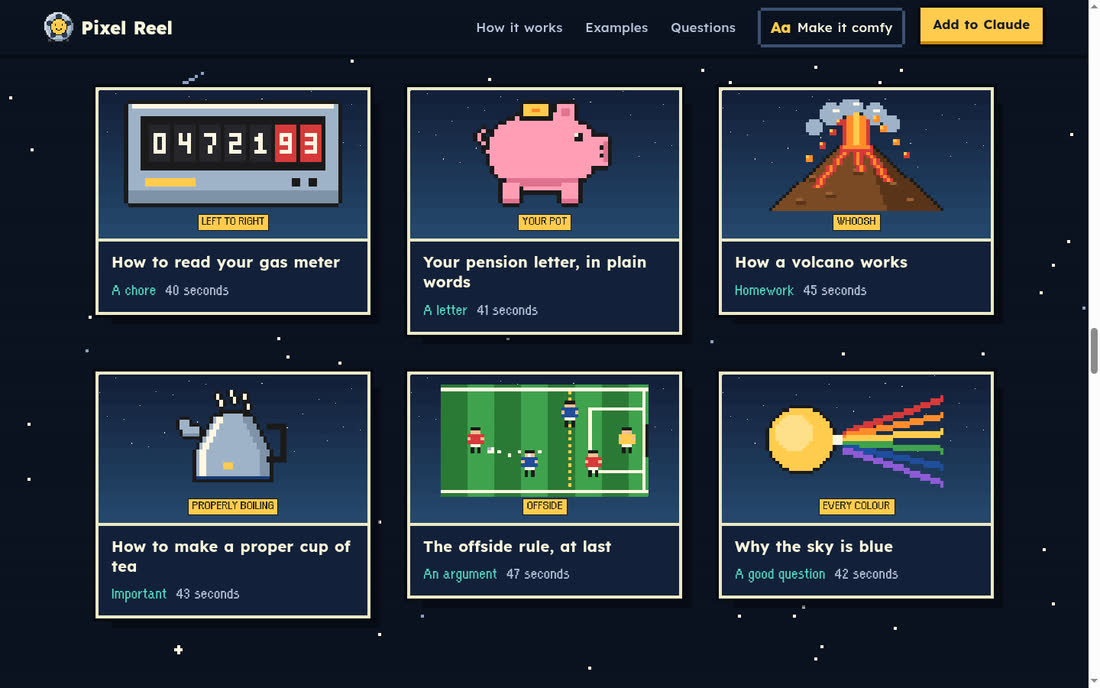 Pixel Reel
How it works
Examples
Questions
Aa Make it comfy
Add to Claude
0472193
LEFT TO RIGHT
How to read your gas meter
A chore 40 seconds
YOUR POT
Your pension letter, in plain
words
A letter 41 seconds
WHOOSH
How a volcano works
Homework 45 seconds
PROPERLY BOILING
How to make a proper cup of
tea
Important 43 seconds
OFFSIDE
The offside rule, at last
An argument 47 seconds
EVERY COLOUR
Why the sky is blue
A good question 42 seconds